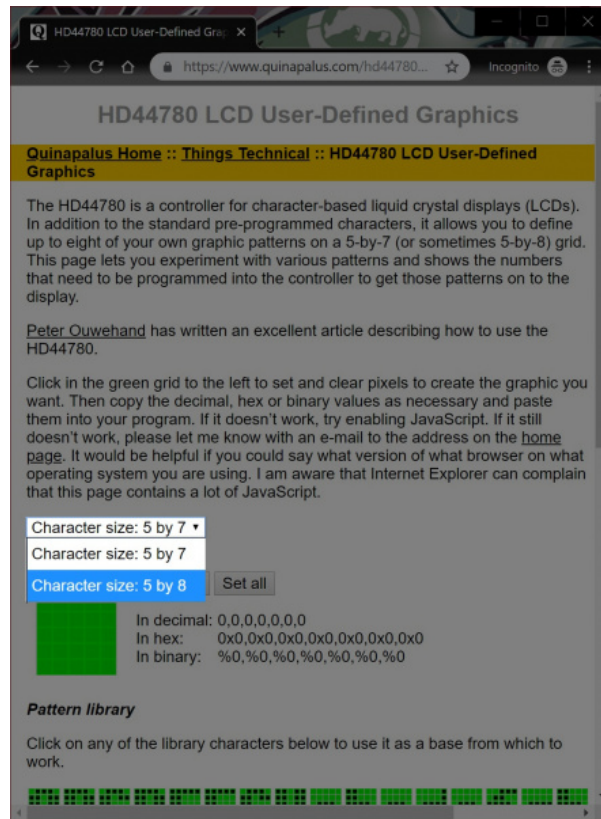 HD44780 LCD User-Defined Gra
https://www.quinapalus.com/hd44780...
Incognito
HD44780 LCD User-Defined Graphics
Quinapalus Home :: Things Technical :: HD44780 LCD User-Defined
Graphics
The HD44780 is a controller for character-based liquid crystal displays (LCDs).
In addition to the standard pre-programmed characters, it allows you to define
up to eight of your own graphic patterns on a 5-by-7 (or sometimes 5-by-8) grid.
This page lets you experiment with various patterns and shows the numbers
that need to be programmed into the controller to get those patterns on to the
display.
Peter Ouwehand has written an excellent article describing how to use the
HD44780.
Click in the green grid to the left to set and clear pixels to create the graphic you
want. Then copy the decimal, hex or binary values as necessary and paste
them into your program. If it doesn't work, try enabling JavaScript. If it still
doesn't work, please let me know with an e-mail to the address on the home
page. It would be helpful if you could say what version of what browser on what
operating system you are using. I am aware that Internet Explorer can complain
that this page contains a lot of JavaScript.
Character size: 5 by 7
Character size: 5 by 7
Character size: 5 by 8
Set all
In decimal: 0,0,0,0,0,0,0
In hex: 0x0,0x0,0x0,0x0,0x0,0x0,0x0
In binary: %0,%0,%0,%0,%0,%0,%0
Pattern library
Click on any of the library characters below to use it as a base from which to
work.